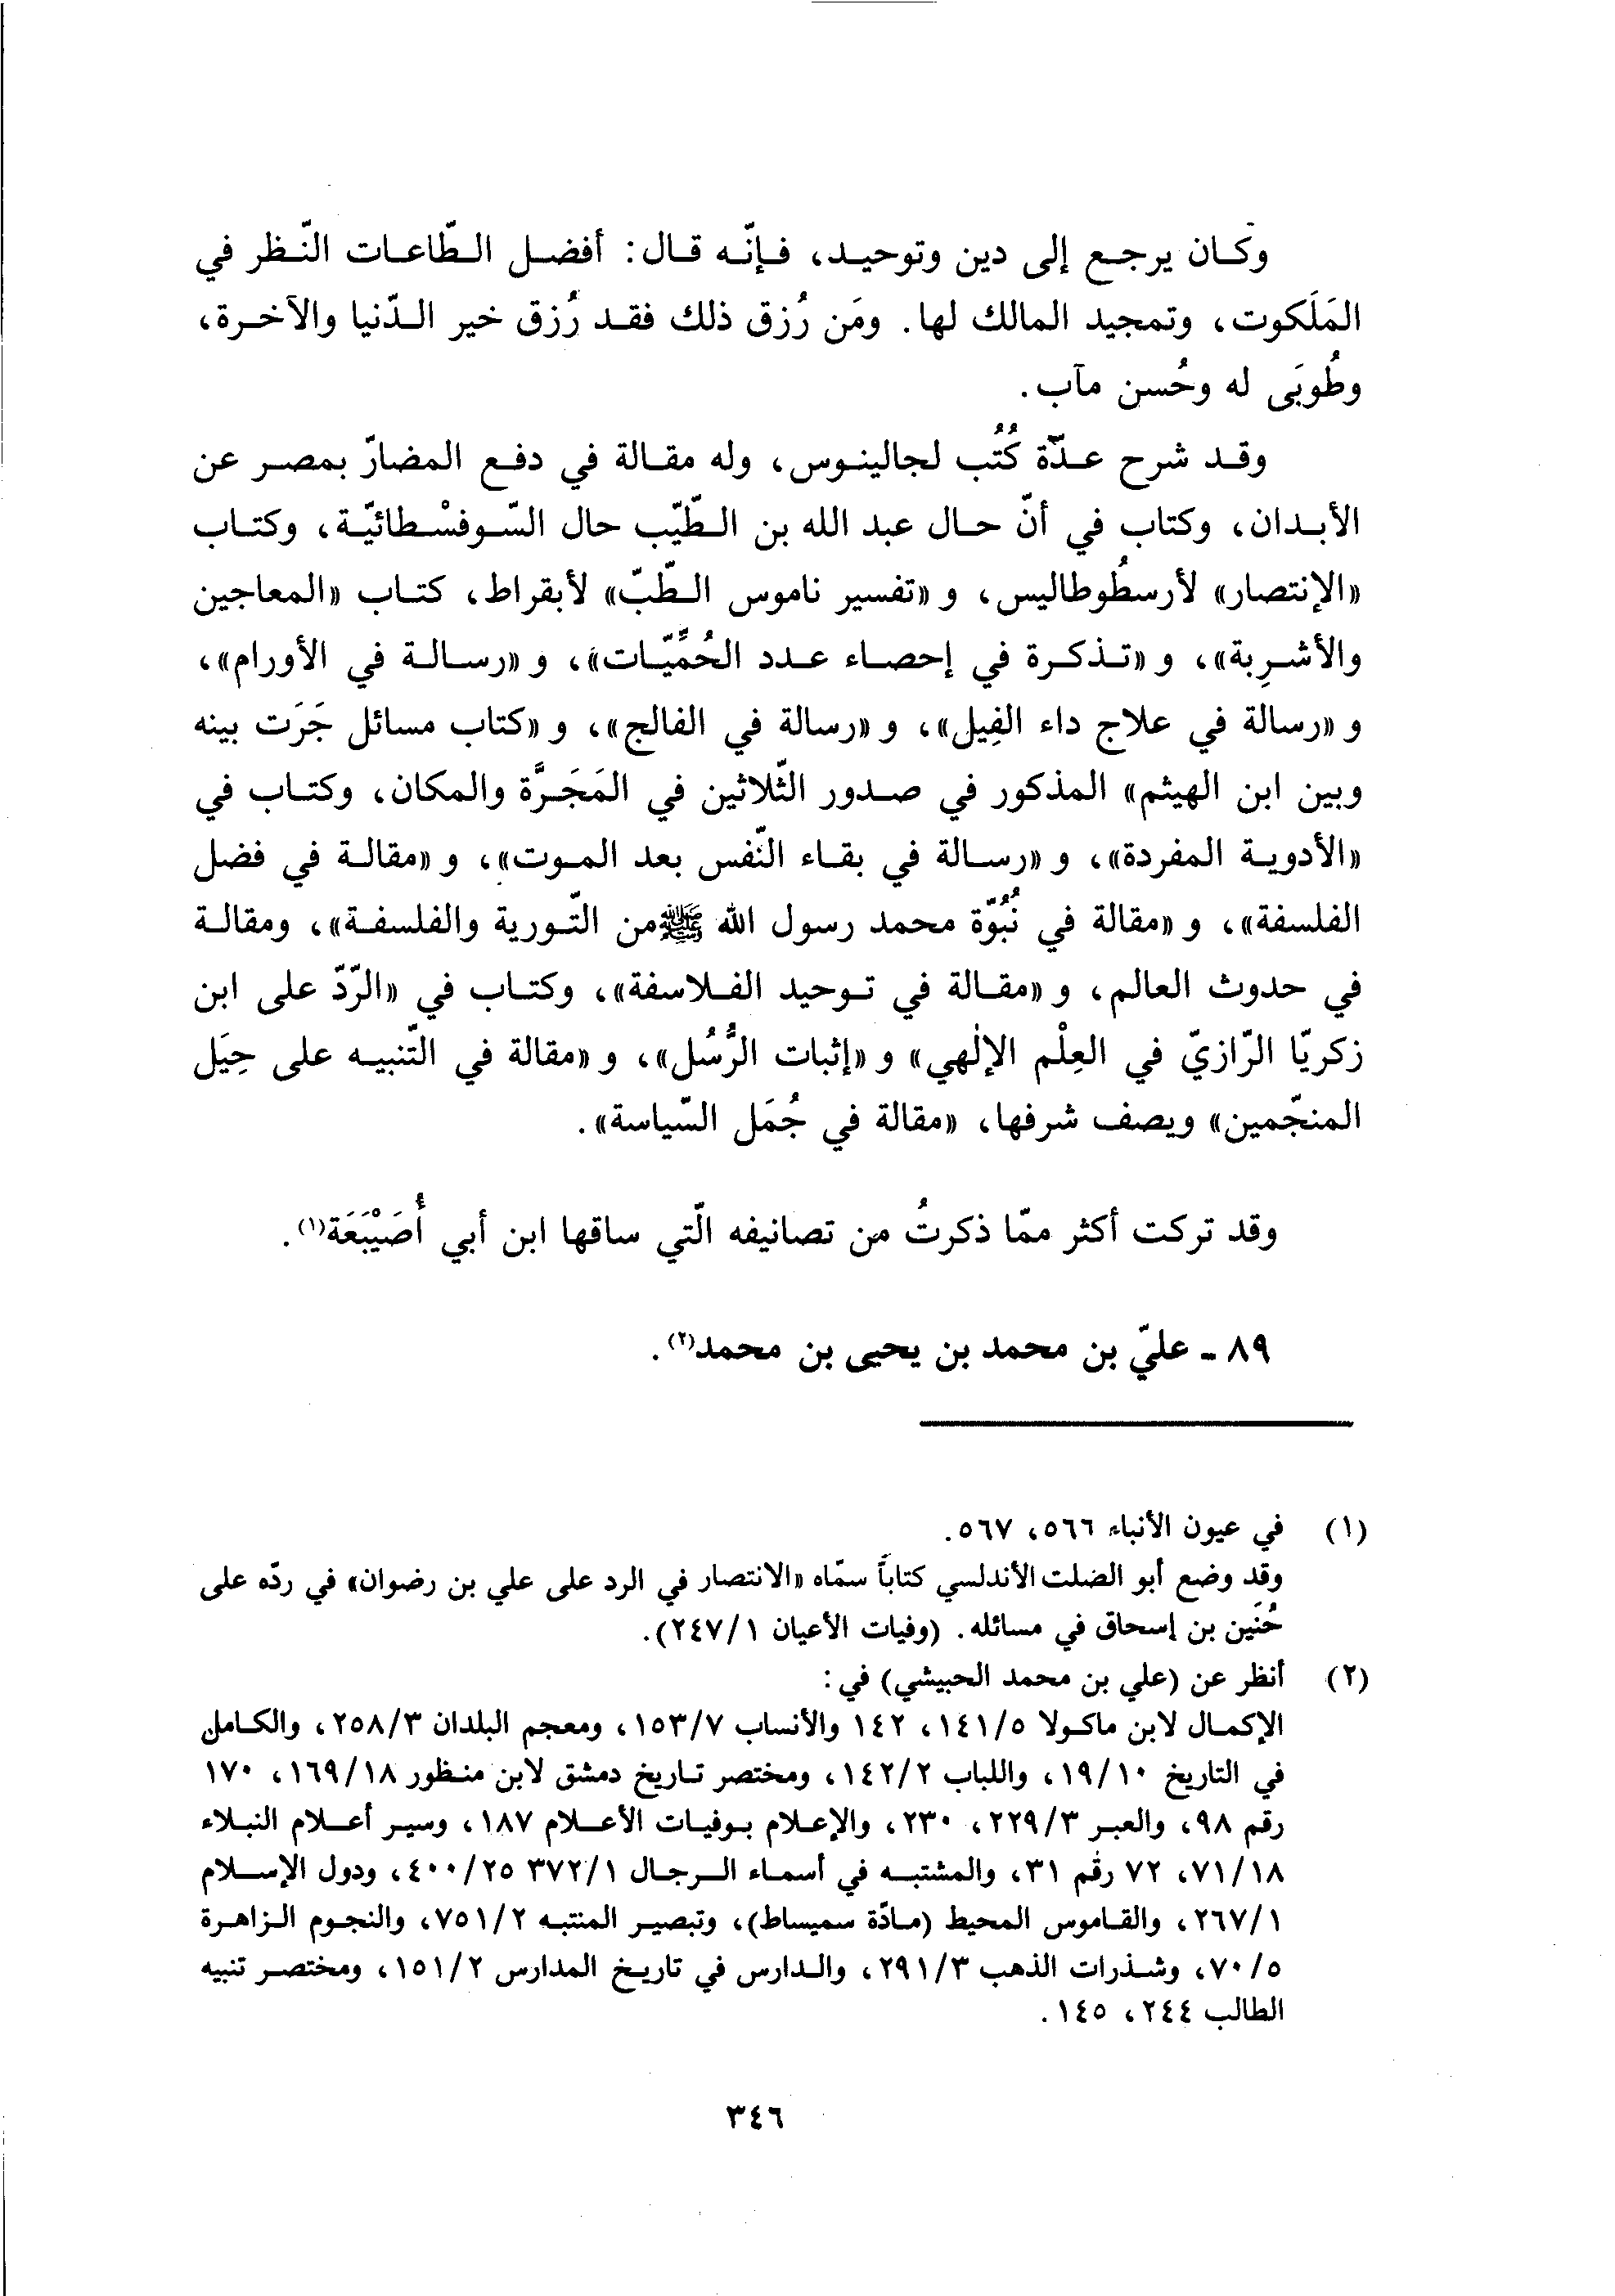 وكان يرجع إلى دين وتوحيد، فإنّه قال: أفضل الطّاعات النّظر في
المَلَكوت، وتمجيد المالك لها. ومَن رُزق ذلك فقد رُزق خير الدّنيا والآخرة،
وطُوبَى له وحُسن مآب.
وقد شرح عدّة كُتُب لجالينوس، وله مقالة في دفع المضارّ بمصر عن
الأبدان، وكتاب في أنّ حال عبد الله بن الطّيّب حال السّوفسْطائيّة، وكتاب
«الإنتصار» لأرسطُوطاليس، و «تفسير ناموس الطّبّ» لأبقراط، كتاب «المعاجين
والأشرِبة»، و «تذكرة في إحصاء عدد الحُمَّيّات»، و «رسالة في الأورام»،
و «رسالة في علاج داء الفِيل»، و «رسالة في الفالج»، و «كتاب مسائل جَرَت بينه
وبين ابن الهيثم» المذكور في صدور الثّلاثين في المَجَرَّة والمكان، وكتاب في
«الأدوية المفردة»، و «رسالة في بقاء النّفس بعد الموت»، و «مقالة في فضل
الفلسفة»، و «مقالة في نُبُوّة محمد رسول الله ﷺ من التّورية والفلسفة»، ومقالة
في حدوث العالم، و «مقالة في توحيد الفلاسفة»، وكتاب في «الرّدّ على ابن
زكريّا الرّازيّ في العِلْم الإلٰهي» و «إثبات الرُّسُل»، و «مقالة في التّنبيه على حِيَل
المنجّمين» ويصف شرفها، «مقالة في جُمَل السّياسة».
وقد تركت أكثر ممّا ذكرتُ من تصانيفه الّتي ساقها ابن أبي أُصَيْبَعَة(١).
٨٩ ـ عليّ بن محمد بن يحيى بن محمد(٢).
(١) في عيون الأنباء ٥٦٦، ٥٦٧.
وقد وضع أبو الضلت الأندلسي كتاباً سمّاه «الانتصار في الرد على علي بن رضوان» في ردّه على
حُنَين بن إسحاق في مسائله. (وفيات الأعيان ٢٤٧/١).
(٢) أنظر عن (علي بن محمد الحبيشي) في:
الإكمال لابن ماكولا ١٤١/٥، ١٤٢ والأنساب ١٥٣/٧، ومعجم البلدان ٢٥٨/٣، والكامل
في التاريخ ١٩/١٠، واللباب ١٤٢/٢، ومختصر تاريخ دمشق لابن منظور ١٦٩/١٨، ١٧٠
رقم ٩٨، والعبر ٢٢٩/٣، ٢٣٠، والإعلام بوفيات الأعلام ١٨٧، وسير أعلام النبلاء
٧١/١٨، ٧٢ رقم ٣١، والمشتبه في أسماء الرجال ٣٧٢/١ ٤٠٠/٢٥، ودول الإسلام
٢٦٧/١، والقاموس المحيط (مادّة سميساط)، وتبصير المنتبه ٧٥١/٢، والنجوم الزاهرة
٧٠/٥، وشذرات الذهب ٢٩١/٣، والدارس في تاريخ المدارس ١٥١/٢، ومختصر تنبيه
الطالب ٢٤٤، ١٤٥.
٣٤٦